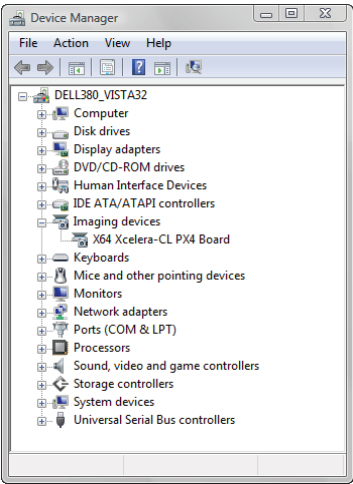 Device Manager
File Action View Help
DELL380_VISTA32
Computer
Disk drives
Display adapters
DVD/CD-ROM drives
Human Interface Devices
IDE ATA/ATAPI controllers
Imaging devices
X64 Xcelera-CL PX4 Board
Keyboards
Mice and other pointing devices
Monitors
Network adapters
Ports (COM & LPT)
Processors
Sound, video and game controllers
Storage controllers
System devices
Universal Serial Bus controllers